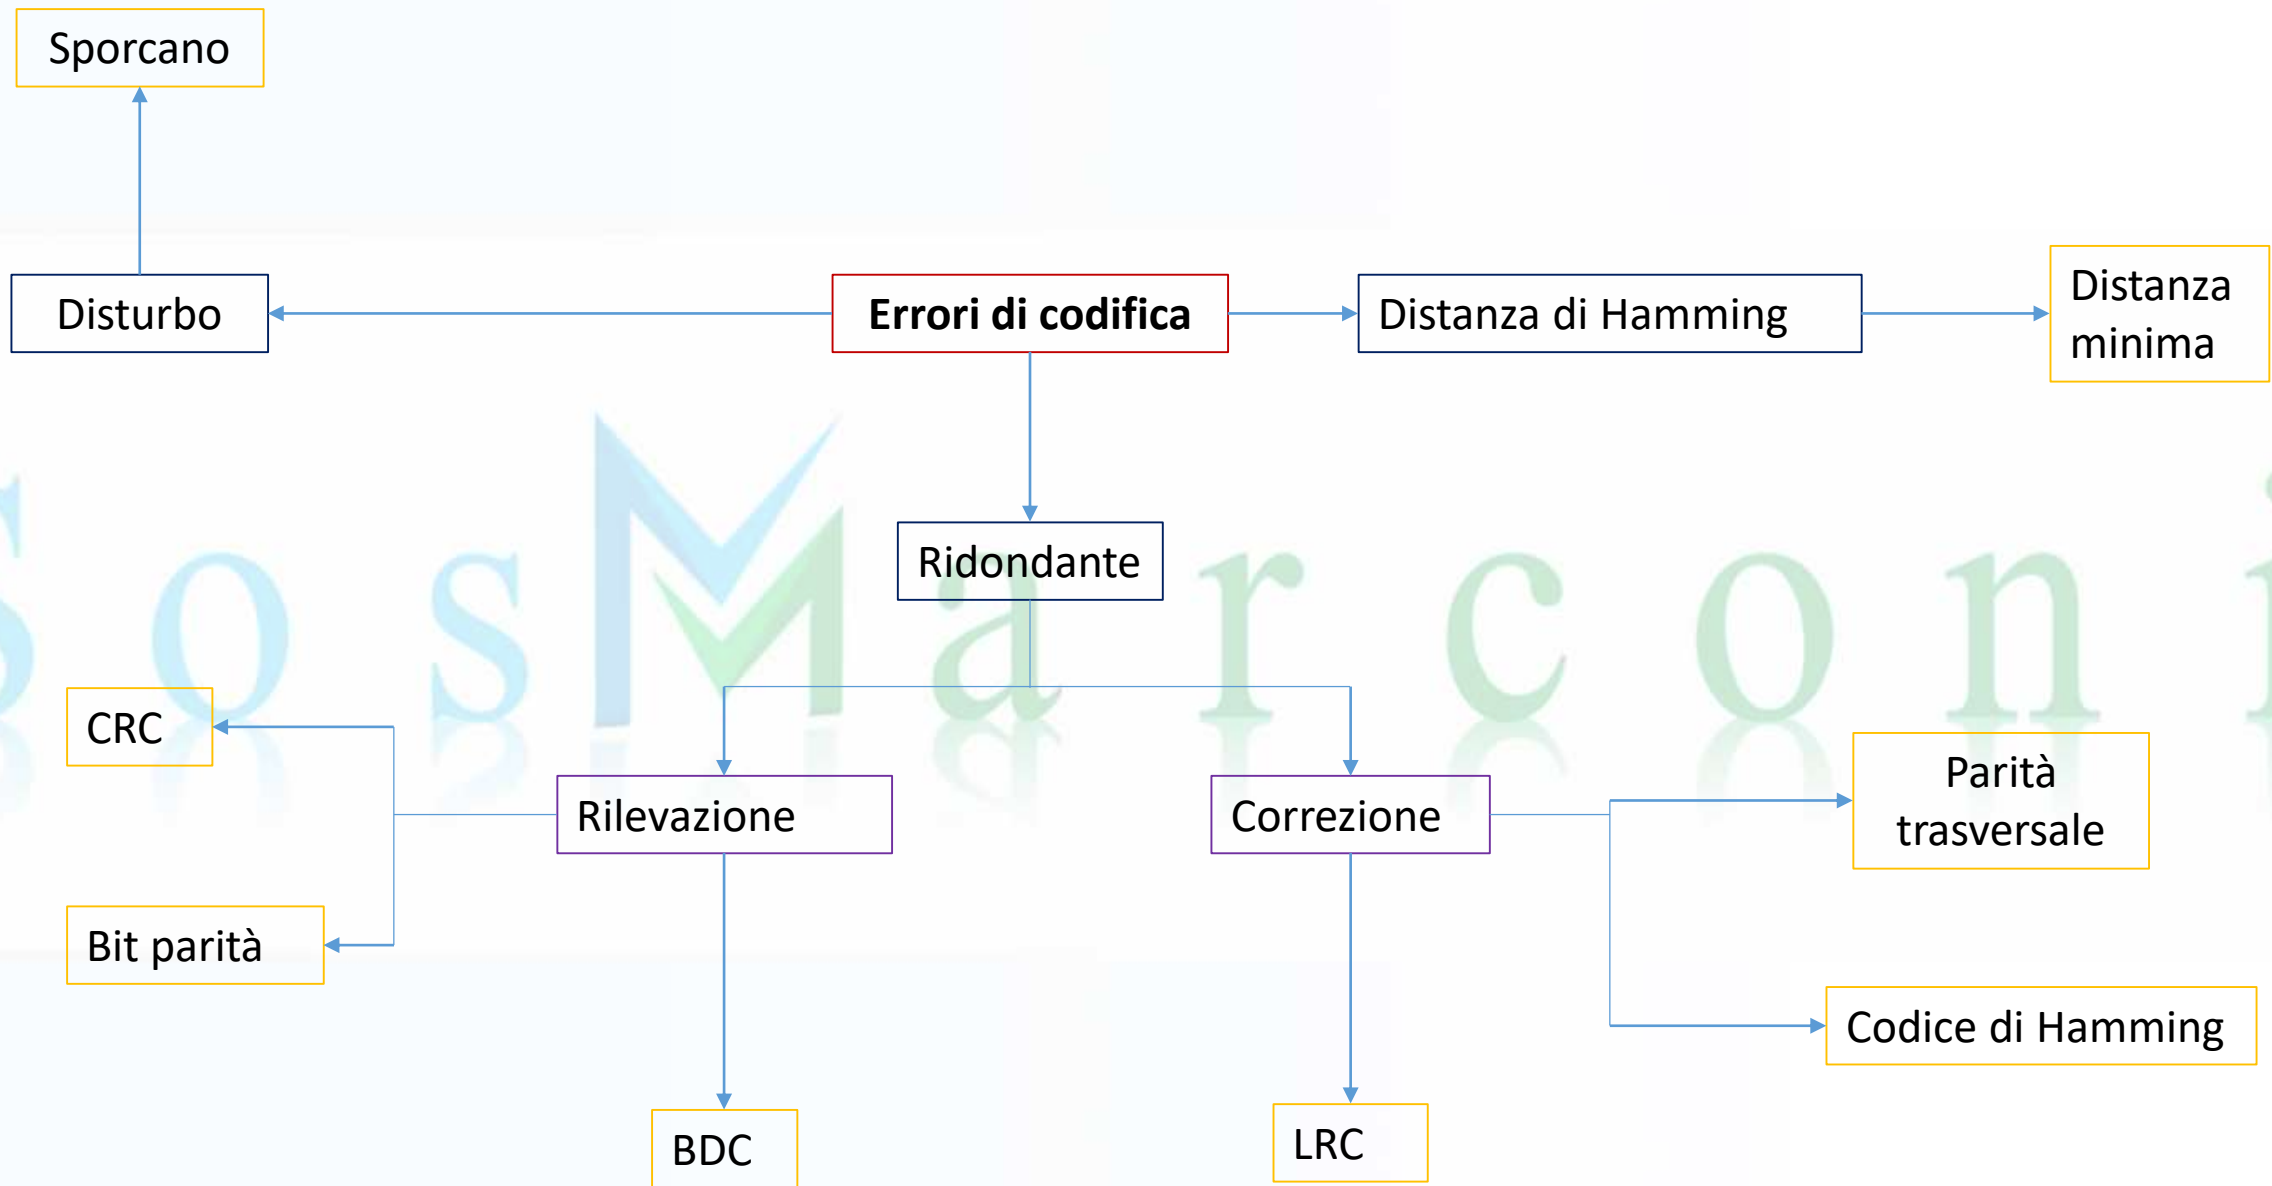 Sporcano
Disturbo
Errori di codifica
Distanza di Hamming
Distanza
minima
Ridondante
SosMarconi
CRC
Rilevazione
Correzione
Parità
trasversale
Bit parità
Codice di Hamming
BDC
LRC